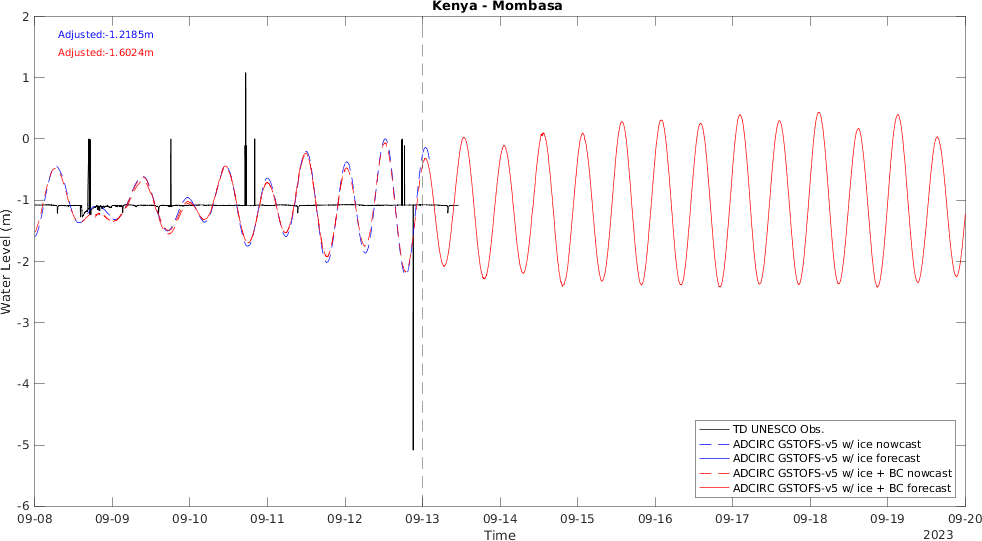 Kenya - Mombasa
Adjusted:-1.2185m
Adjusted:-1.6024m
2
1
0
-1
-2
-3
-4
-5
-6
Water Level (m)
TD UNESCO Obs.
ADCIRC GSTOFS-v5 w/ ice nowcast
ADCIRC GSTOFS-v5 w/ ice forecast
ADCIRC GSTOFS-v5 w/ ice + BC nowcast
ADCIRC GSTOFS-v5 w/ ice + BC forecast
09-08 09-09 09-10 09-11 09-12 09-13 09-14 09-15 09-16 09-17 09-18 09-19 09-20
Time
2023